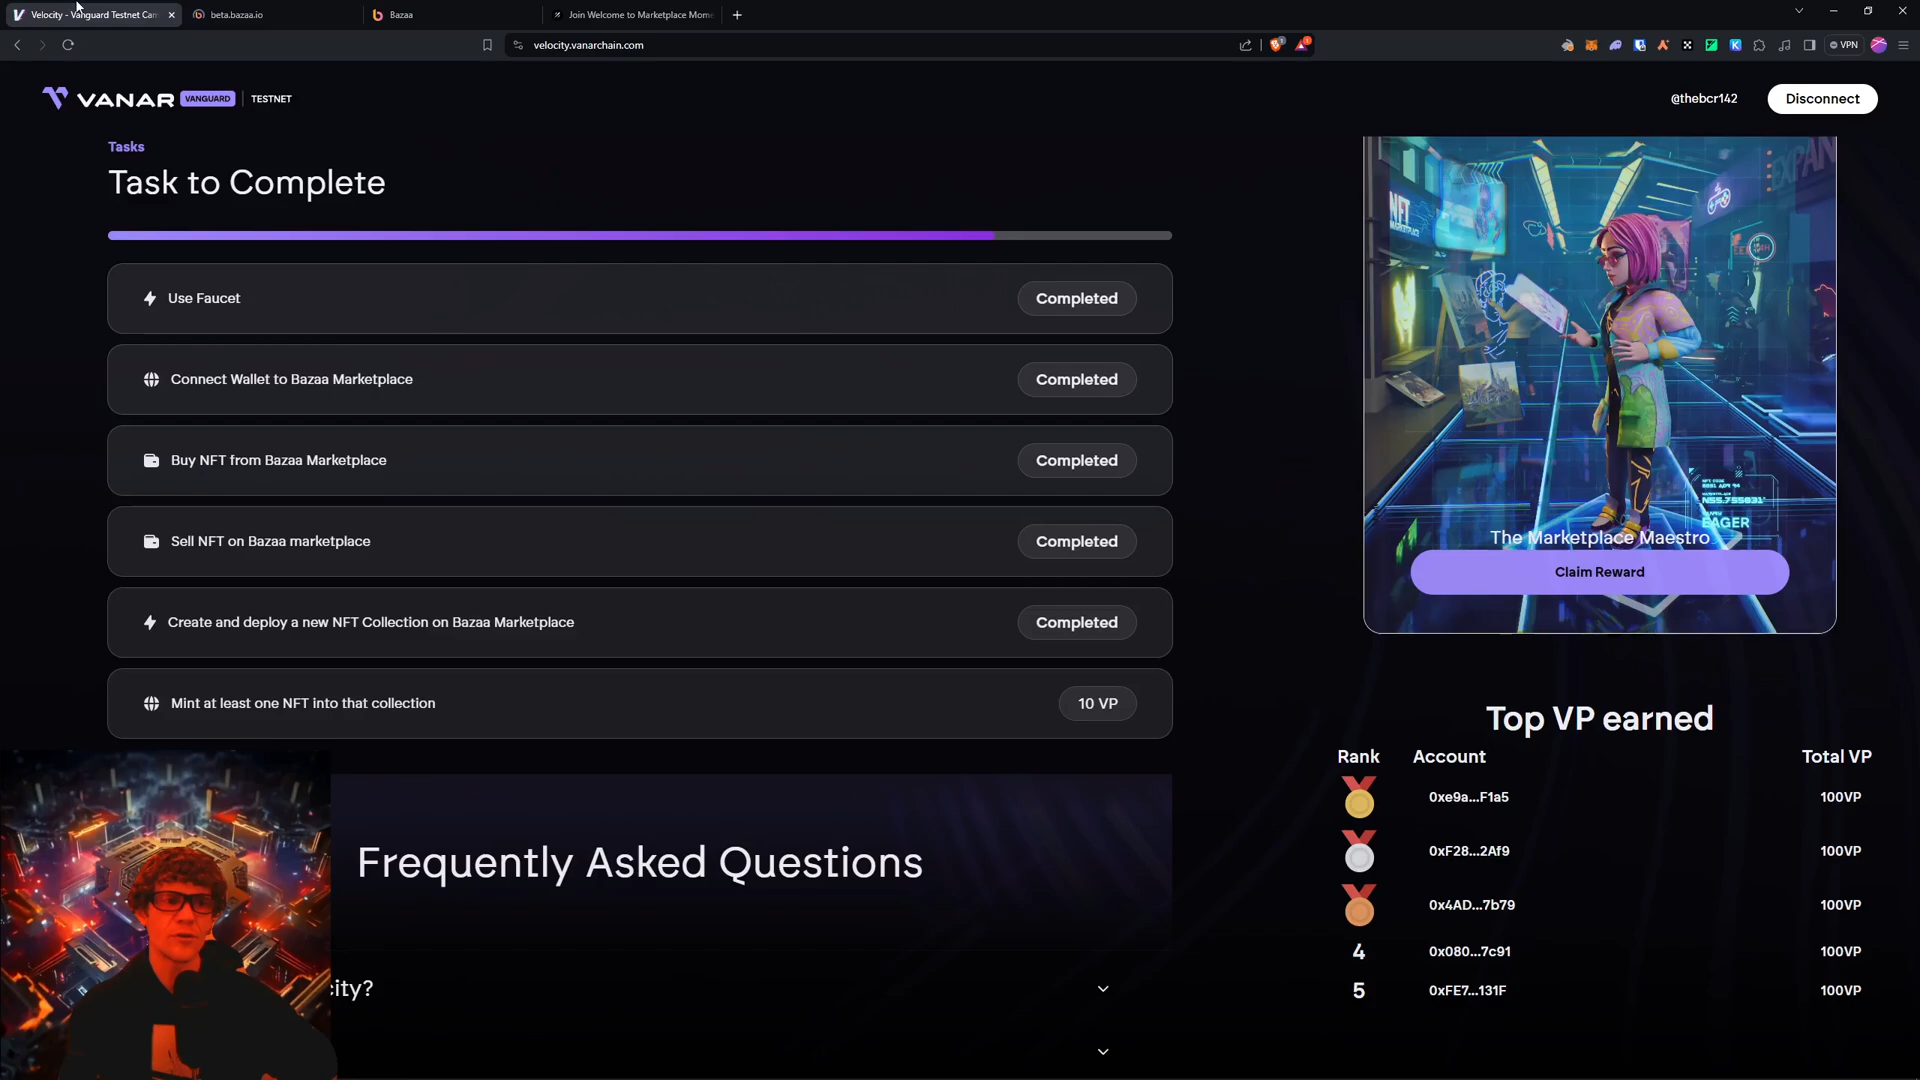 Velocity - Vanguard Testnet Cam
beta.bazaa.io
Bazaa
Join Welcome to Marketplace Mome
velocity.vanarchain.com
VPN
VANAR VANGUARD TESTNET
@thebcr142
Disconnect
Tasks
Task to Complete
Use Faucet
Completed
Connect Wallet to Bazaa Marketplace
Completed
Buy NFT from Bazaa Marketplace
Completed
Sell NFT on Bazaa marketplace
Completed
Create and deploy a new NFT Collection on Bazaa Marketplace
Completed
Mint at least one NFT into that collection
10 VP
EAGER
The Marketplace Maestro
Claim Reward
Top VP earned
Rank Account Total VP
0xe9a...F1a5 100VP
0xF28...2Af9 100VP
0x4AD...7b79 100VP
4 0x080...7c91 100VP
5 0xFE7...131F 100VP
Frequently Asked Questions
city?